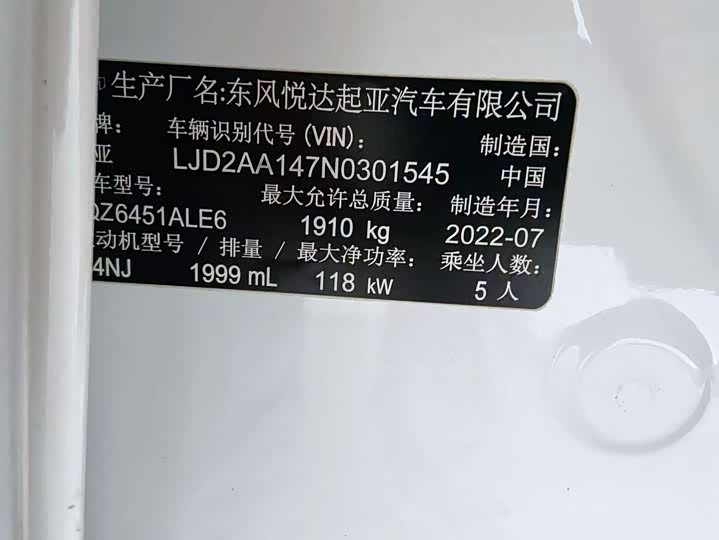 生产厂名:东风悦达起亚汽车有限公司
牌: 车辆识别代号(VIN): 制造国:
亚 LJD2AA147N0301545 中国
车型号: 最大允许总质量: 制造年月:
QZ6451ALE6 1910 kg 2022-07
动机型号 / 排量 / 最大净功率: 乘坐人数:
4NJ 1999 mL 118 kW 5 人